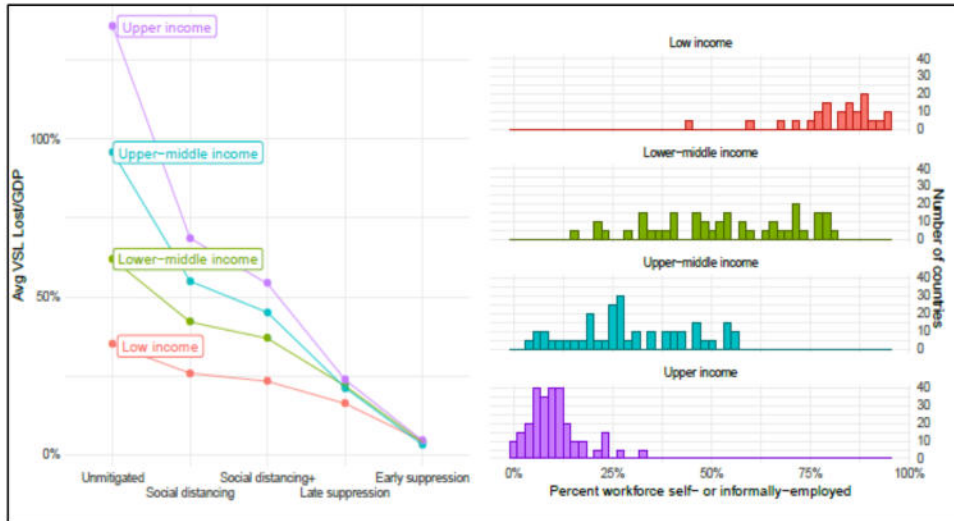 Avg VSL Lost/GDP
100%
50%
0%
Upper income
Upper-middle income
Lower-middle income
Low income
Unmitigated
Social distancing
Social distancing+
Late suppression
Early suppression
Low income
40
30
20
10
0
Lower-middle income
40
30
20
10
0
Upper-middle income
40
30
20
10
0
Upper income
40
30
20
10
0
Number of countries
0% 25% 50% 75% 100%
Percent workforce self- or informally-employed